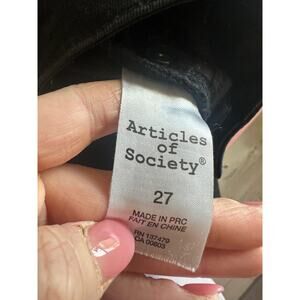 Articles
of
Society®
27
MADE IN PRC
FAIT EN CHINE
RN 137479
CA 00603